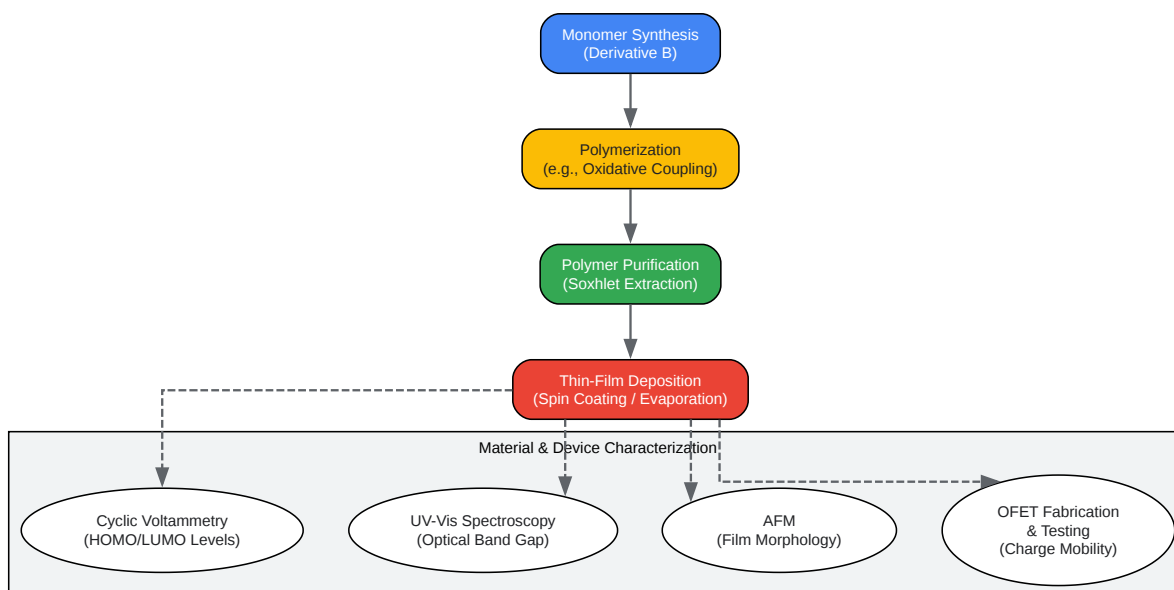 Monomer Synthesis
(Derivative B)
Polymerization
(e.g., Oxidative Coupling)
Polymer Purification
(Soxhlet Extraction)
Thin-Film Deposition
(Spin Coating / Evaporation)
Material & Device Characterization
Cyclic Voltammetry
(HOMO/LUMO Levels)
UV-Vis Spectroscopy
(Optical Band Gap)
AFM
(Film Morphology)
OFET Fabrication
& Testing
(Charge Mobility)